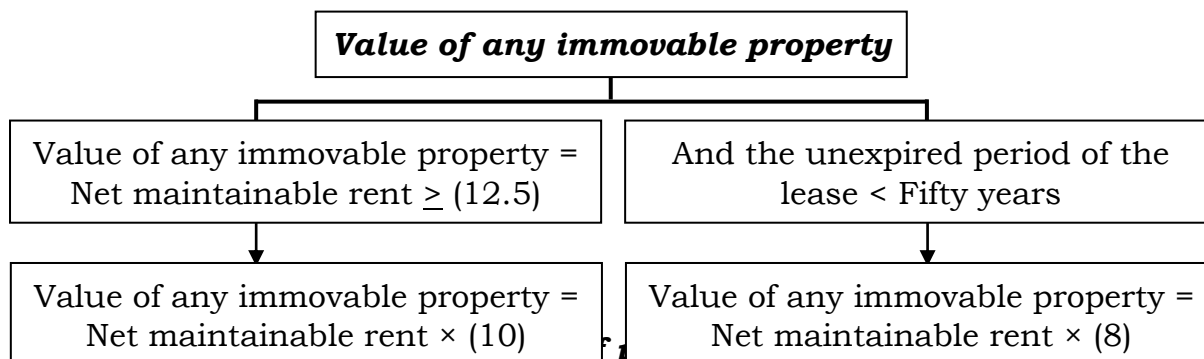 Value of any immovable property
Value of any immovable property =
Net maintainable rent ≥ (12.5)
And the unexpired period of the
lease < Fifty years
Value of any immovable property =
Net maintainable rent × (10)
Value of any immovable property =
Net maintainable rent × (8)